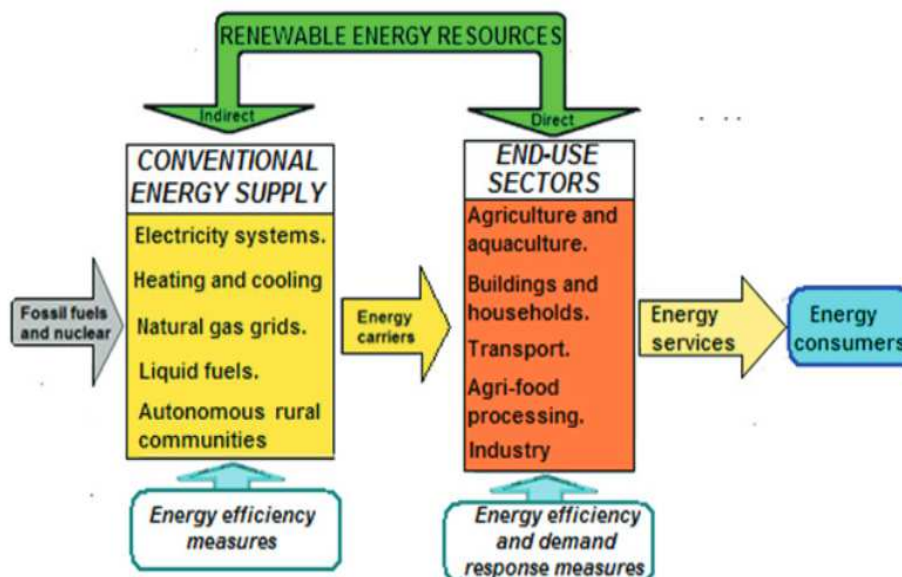 RENEWABLE ENERGY RESOURCES
Indirect
Direct
CONVENTIONAL
ENERGY SUPPLY
Electricity systems.
Heating and cooling
Natural gas grids.
Liquid fuels.
Autonomous rural
communities
END-USE
SECTORS
Agriculture and
aquaculture.
Buildings and
households.
Transport.
Agri-food
processing.
Industry
Fossil fuels
and nuclear
Energy
carriers
Energy
services
Energy
consumers
Energy efficiency
measures
Energy efficiency
and demand
response measures